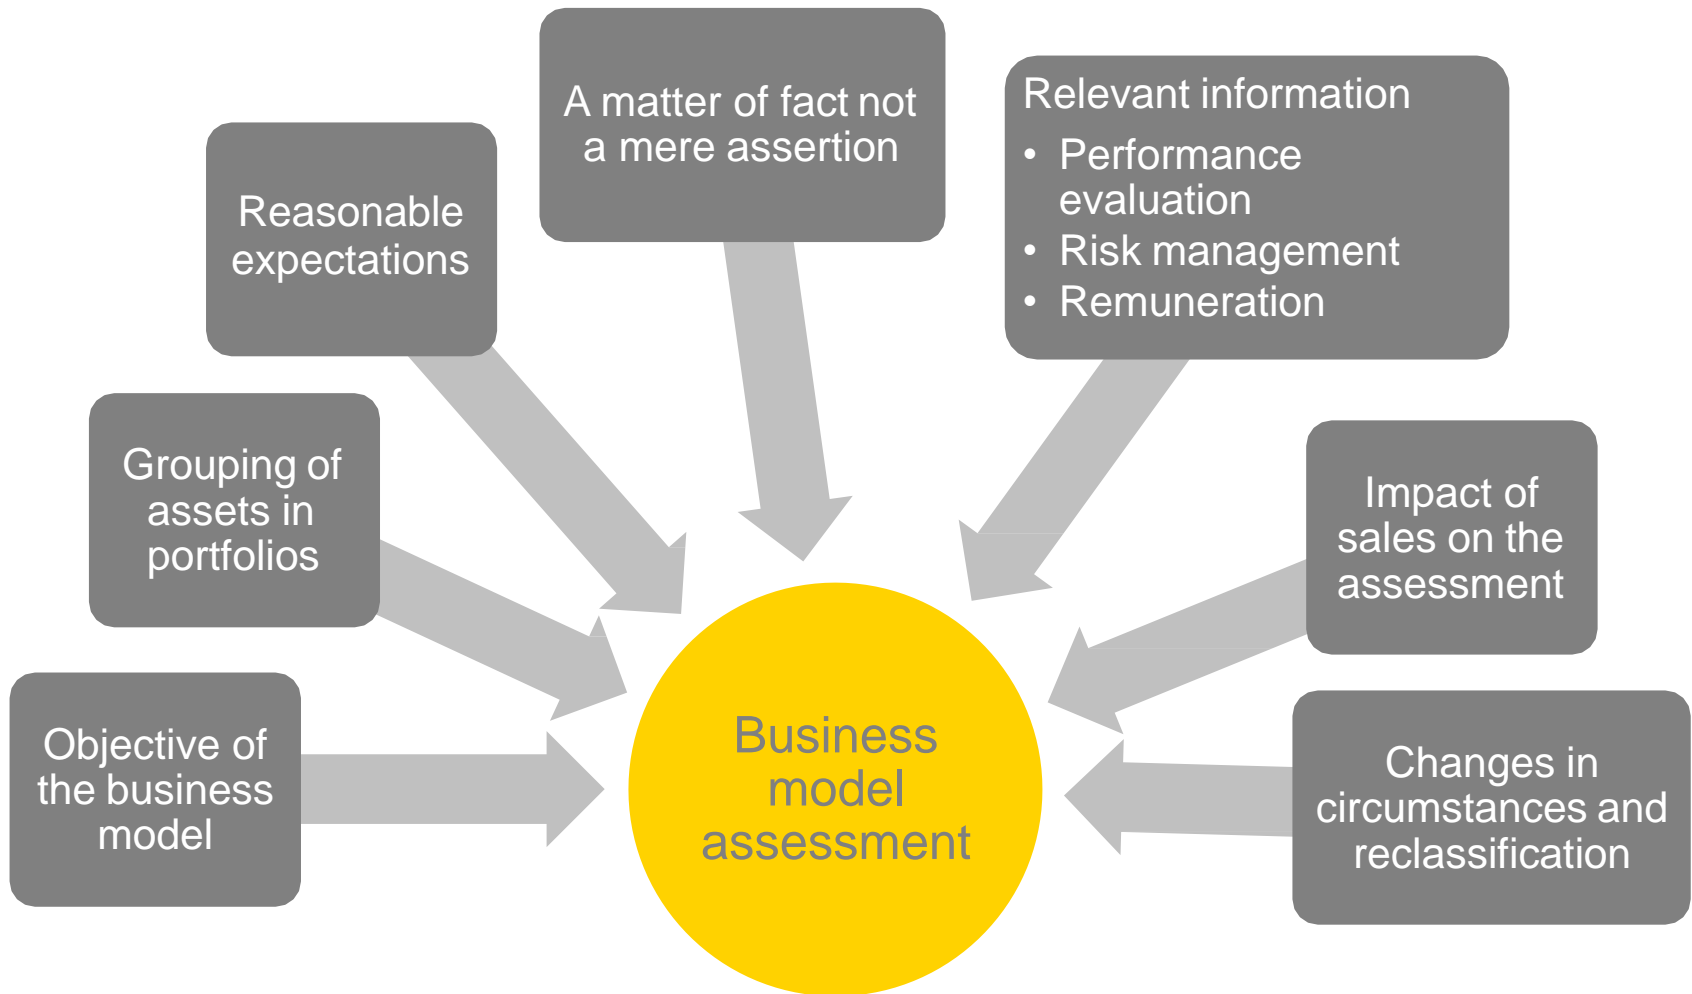 A matter of fact not
a mere assertion
Relevant information
• Performance
evaluation
• Risk management
• Remuneration
Reasonable
expectations
Grouping of
assets in
portfolios
Impact of
sales on the
assessment
Objective of
the business
model
Business
model
assessment
Changes in
circumstances and
reclassification